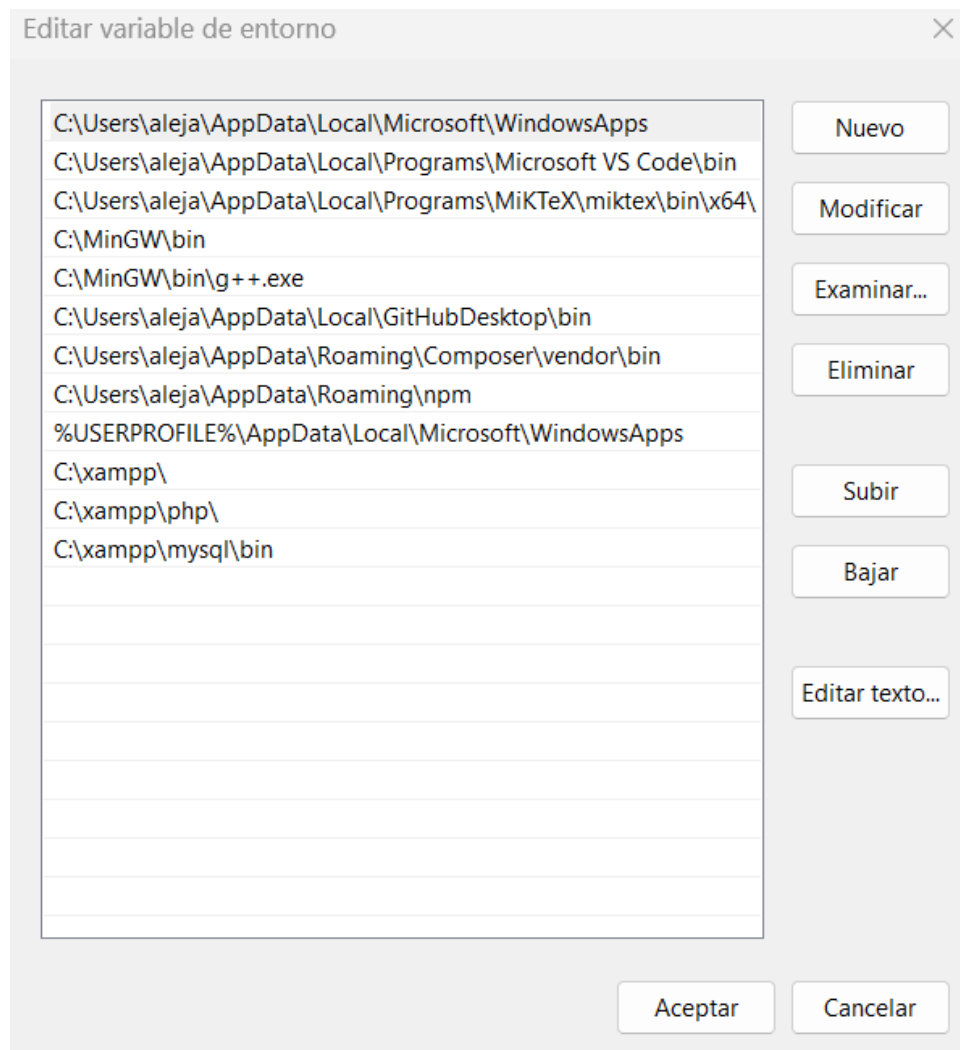 Editar variable de entorno
C:\Users\aleja\AppData\Local\Microsoft\WindowsApps
C:\Users\aleja\AppData\Local\Programs\Microsoft VS Code\bin
C:\Users\aleja\AppData\Local\Programs\MiKTeX\miktex\bin\x64\
C:\MinGW\bin
C:\MinGW\bin\g++.exe
C:\Users\aleja\AppData\Local\GitHubDesktop\bin
C:\Users\aleja\AppData\Roaming\Composer\vendor\bin
C:\Users\aleja\AppData\Roaming\npm
%USERPROFILE%\AppData\Local\Microsoft\WindowsApps
C:\xampp\
C:\xampp\php\
C:\xampp\mysql\bin
Nuevo
Modificar
Examinar...
Eliminar
Subir
Bajar
Editar texto...
Aceptar
Cancelar